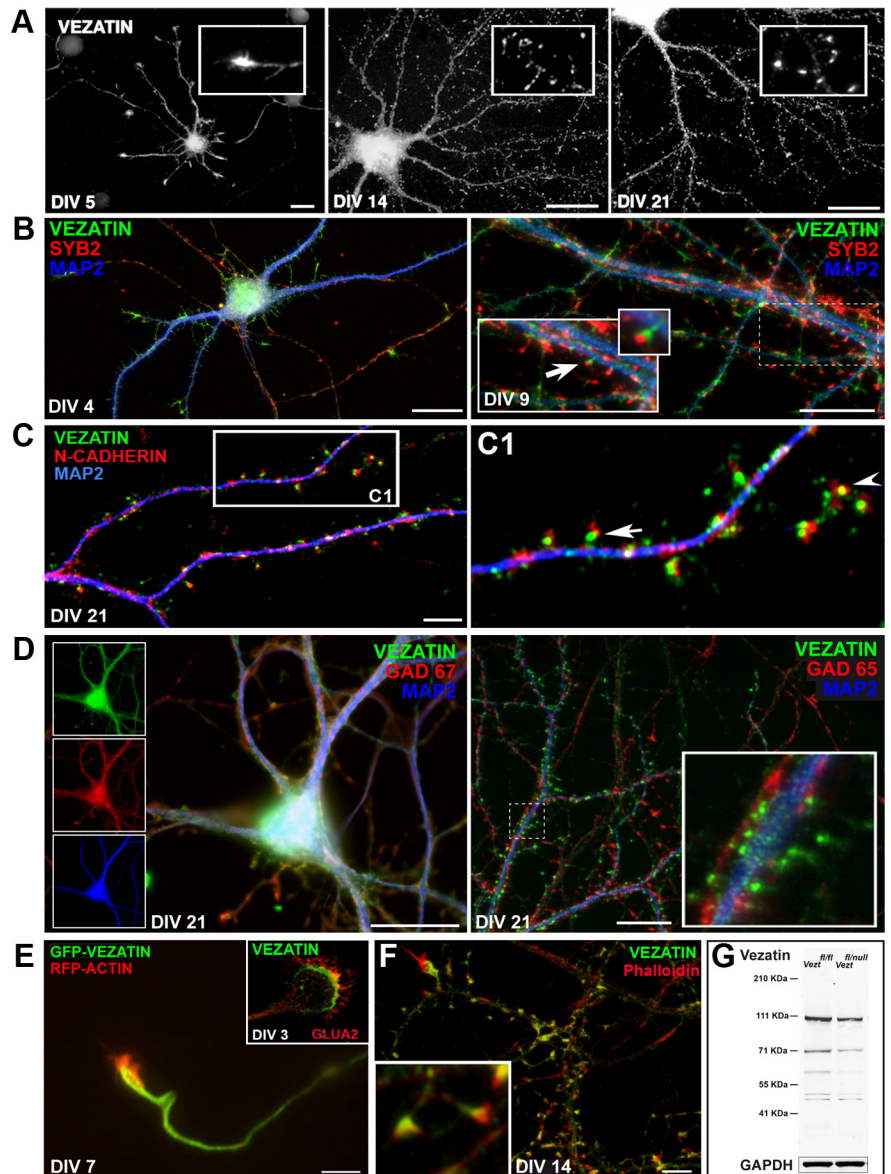 A
VEZATIN
DIV 5
DIV 14
DIV 21
B
VEZATIN
SYB2
MAP2
DIV 4
VEZATIN
SYB2
MAP2
DIV 9
C
VEZATIN
N-CADHERIN
MAP2
C1
DIV 21
C1
D
VEZATIN
GAD 67
MAP2
DIV 21
VEZATIN
GAD 65
MAP2
DIV 21
E
GFP-VEZATIN
RFP-ACTIN
VEZATIN
DIV 3
GLUA2
DIV 7
F
VEZATIN
Phalloidin
DIV 14
G
Vezatin
Vezt fl/fl
Vezt fl/null
210 KDa
111 KDa
71 KDa
55 KDa
41 KDa
GAPDH